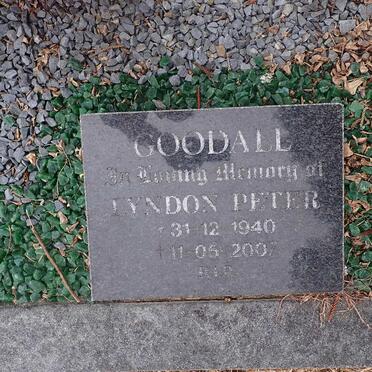 GOODALL
In Loving Memory of
LYNDON PETER
* 31-12-1940
† 11-05-2007
R.I.P.